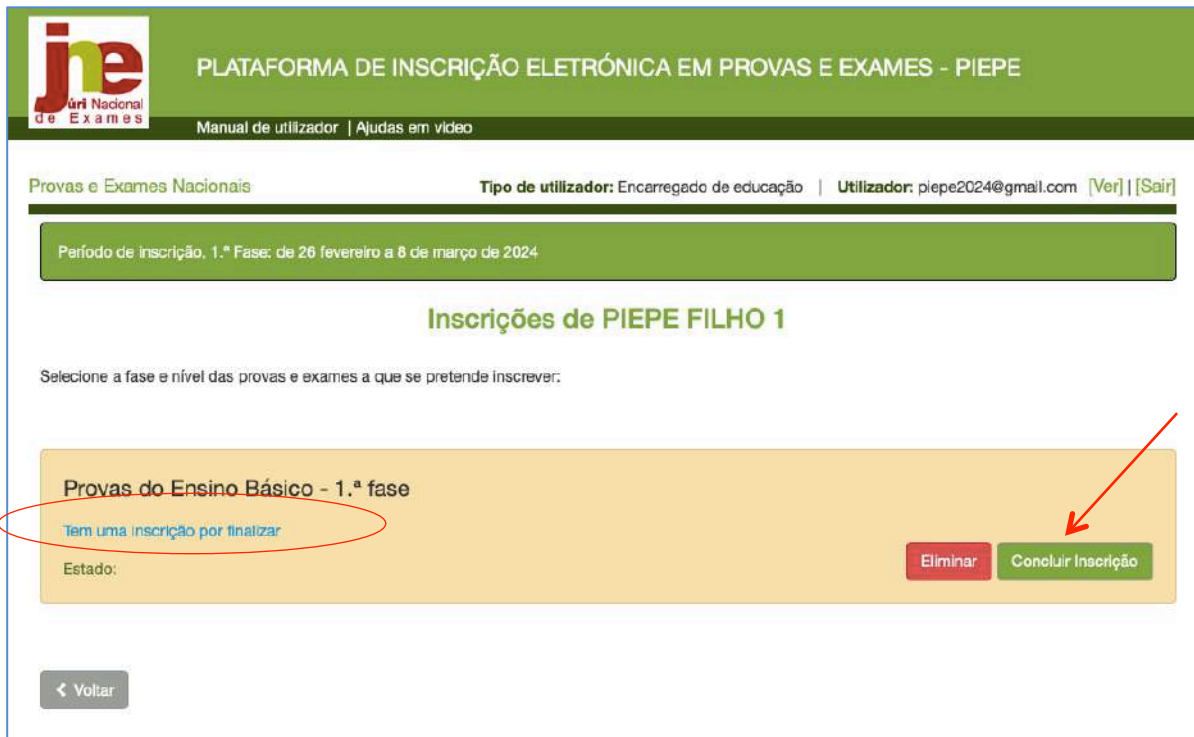 jne
Júri Nacional
de Exames
PLATAFORMA DE INSCRIÇÃO ELETRÓNICA EM PROVAS E EXAMES - PIEPE
Manual de utilizador | Ajudas em video
Provas e Exames Nacionais Tipo de utilizador: Encarregado de educação | Utilizador: piepe2024@gmail.com [Ver] | [Sair]
Período de inscrição, 1.ª Fase: de 26 fevereiro a 8 de março de 2024
Inscrições de PIEPE FILHO 1
Selecione a fase e nível das provas e exames a que se pretende inscrever:
Provas do Ensino Básico - 1.ª fase
Tem uma inscrição por finalizar
Estado:
Eliminar Concluir Inscrição
Voltar